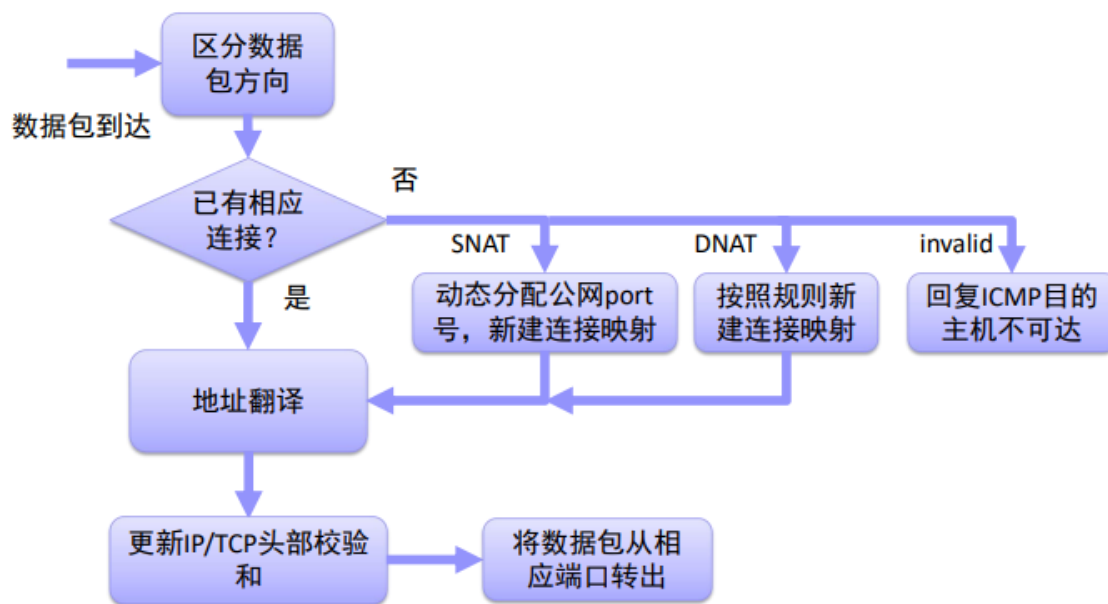 区分数据
包方向
数据包到达
已有相应
连接?
否
是
SNAT
DNAT
invalid
动态分配公网port
号，新建连接映射
按照规则新
建连接映射
回复ICMP目的
主机不可达
地址翻译
更新IP/TCP头部校验
和
将数据包从相
应端口转出